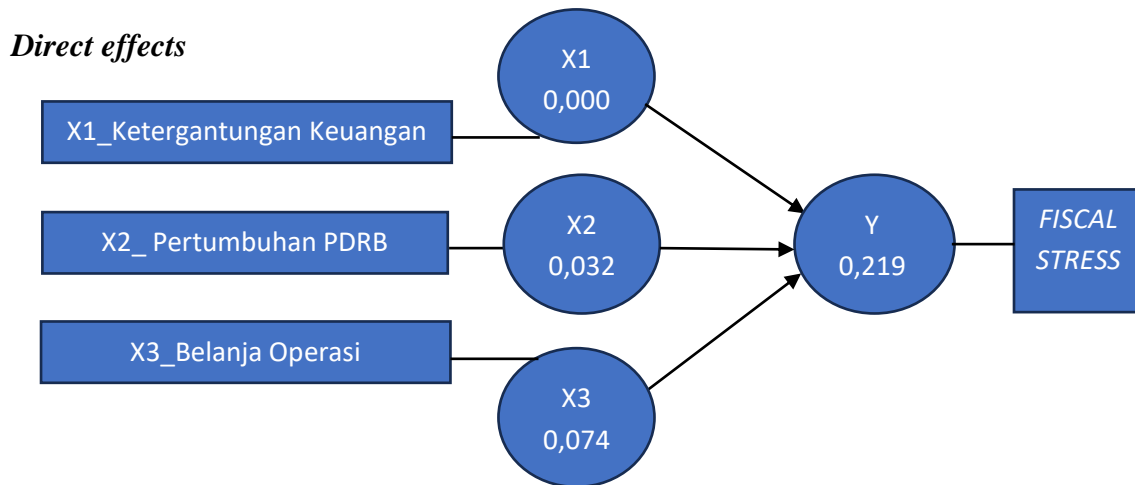 Direct effects
X1_Ketergantungan Keuangan
X1
0,000
X2_ Pertumbuhan PDRB
X2
0,032
X3_Belanja Operasi
X3
0,074
Y
0,219
FISCAL
STRESS